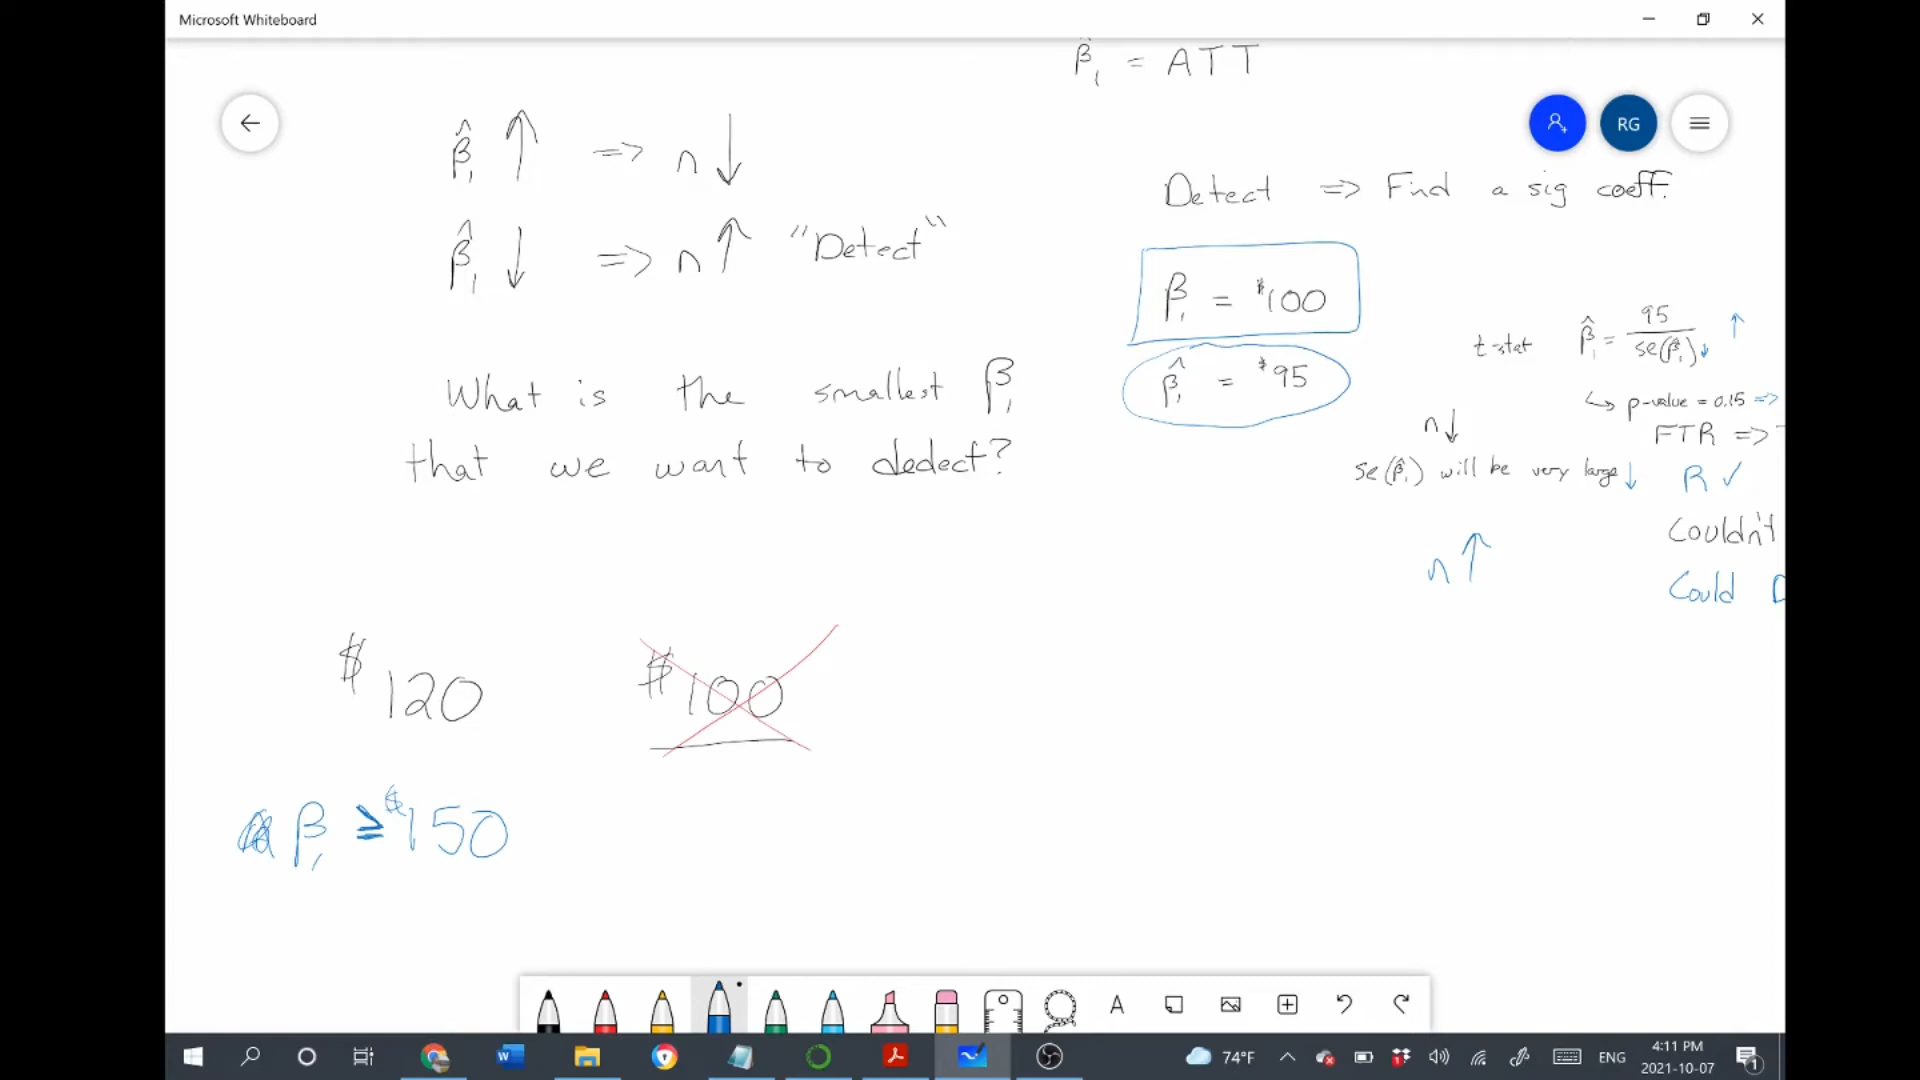 Microsoft Whiteboard
β̂₁ = ATT
RG
β̂₁ ↑ => n ↓
β̂₁ ↓ => n ↑ "Detect"
What is the smallest β₁
that we want to dedect?
$120
$100
β₁ ≥ $150
Detect => Find a sig coeff.
β₁ = $100
β̂₁ = $95
t-stat β̂₁ = 95 / se(β̂₁) ↓ ↑
↳ p-value = 0.15 =>
FTR =>
n ↓
se(β̂₁) will be very large ↓
R ✓
Couldn't
n ↑
Could
A
74°F
ENG
4:11 PM
2021-10-07
1